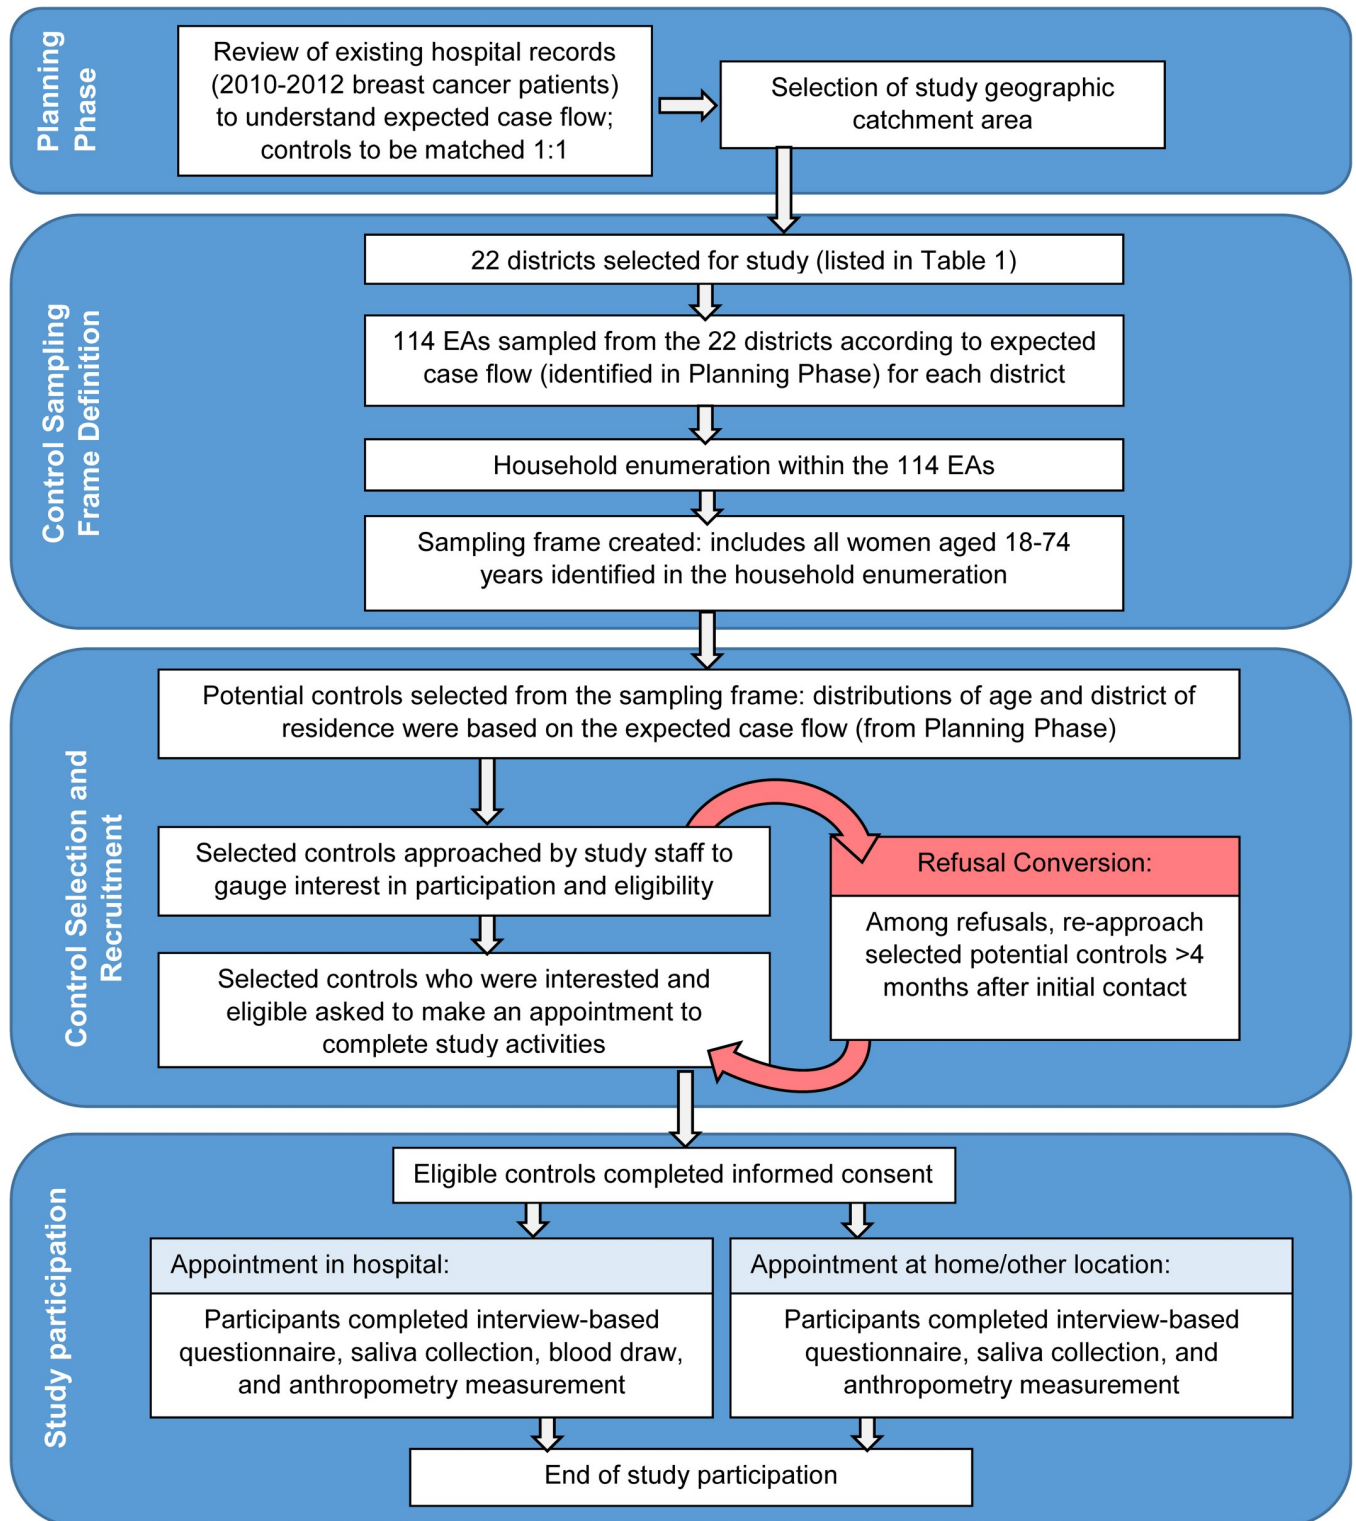 Planning
Phase
Review of existing hospital records
(2010-2012 breast cancer patients)
to understand expected case flow;
controls to be matched 1:1
Selection of study geographic
catchment area
Control Sampling
Frame Definition
22 districts selected for study (listed in Table 1)
114 EAs sampled from the 22 districts according to expected
case flow (identified in Planning Phase) for each district
Household enumeration within the 114 EAs
Sampling frame created: includes all women aged 18-74
years identified in the household enumeration
Control Selection and
Recruitment
Potential controls selected from the sampling frame: distributions of age and district of
residence were based on the expected case flow (from Planning Phase)
Selected controls approached by study staff to
gauge interest in participation and eligibility
Selected controls who were interested and
eligible asked to make an appointment to
complete study activities
Refusal Conversion:
Among refusals, re-approach
selected potential controls >4
months after initial contact
Study participation
Eligible controls completed informed consent
Appointment in hospital:
Participants completed interview-based
questionnaire, saliva collection, blood draw,
and anthropometry measurement
Appointment at home/other location:
Participants completed interview-based
questionnaire, saliva collection, and
anthropometry measurement
End of study participation